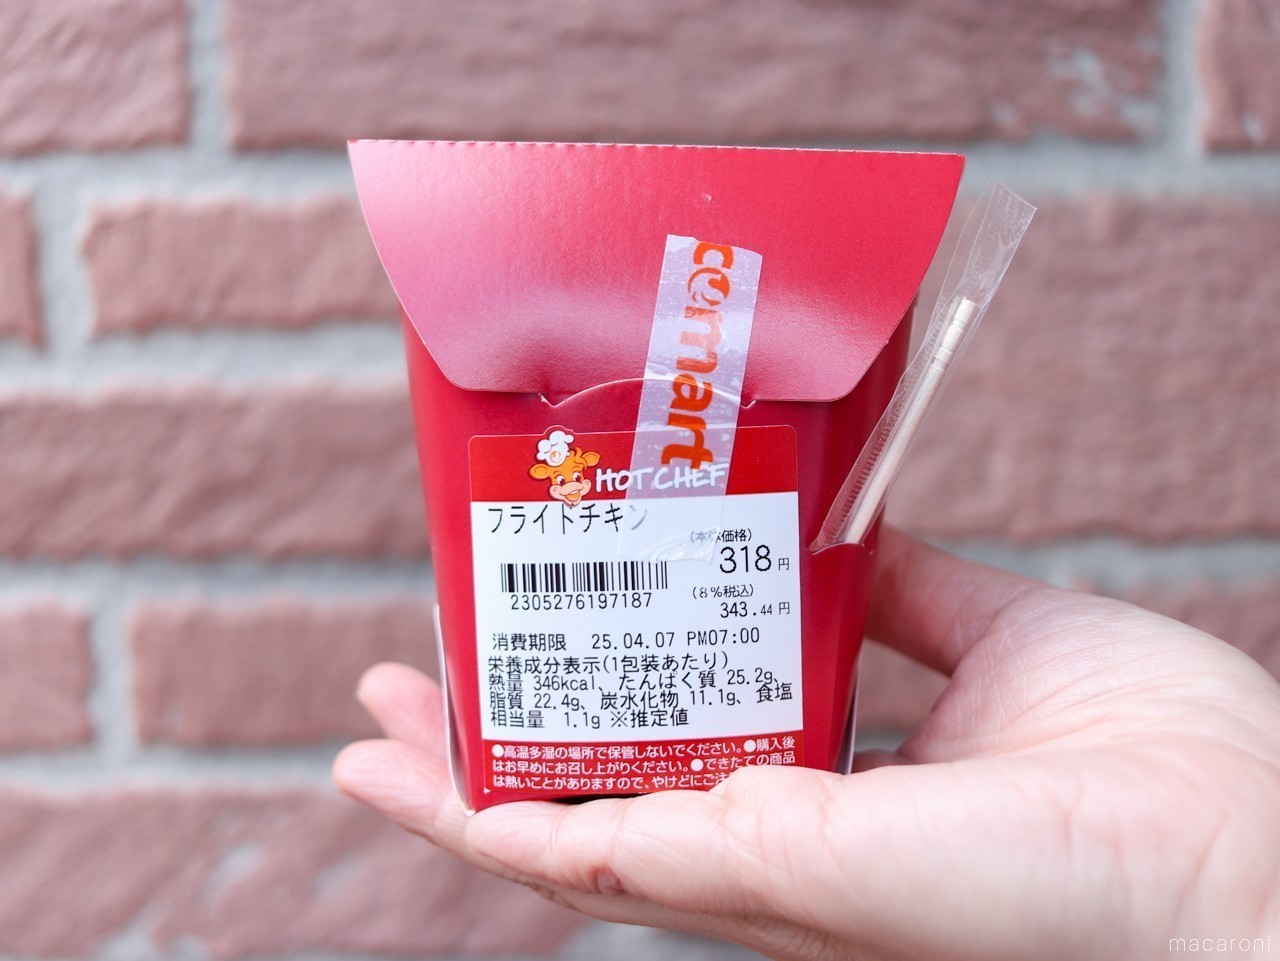 comart
HOT CHEF
フライドチキン
(本体価格)
318円
2305276197187
(8%税込)
343.44円
消費期限 25.04.07 PM07:00
栄養成分表示(1包装あたり)
熱量 346kcal、たんぱく質 25.2g、
脂質 22.4g、炭水化物 11.1g、食塩
相当量 1.1g ※推定値
●高温多湿の場所で保管しないでください。●購入後
はお早めにお召し上がりください。●できたての商品
は熱いことがありますので、やけどにご注
macaroni